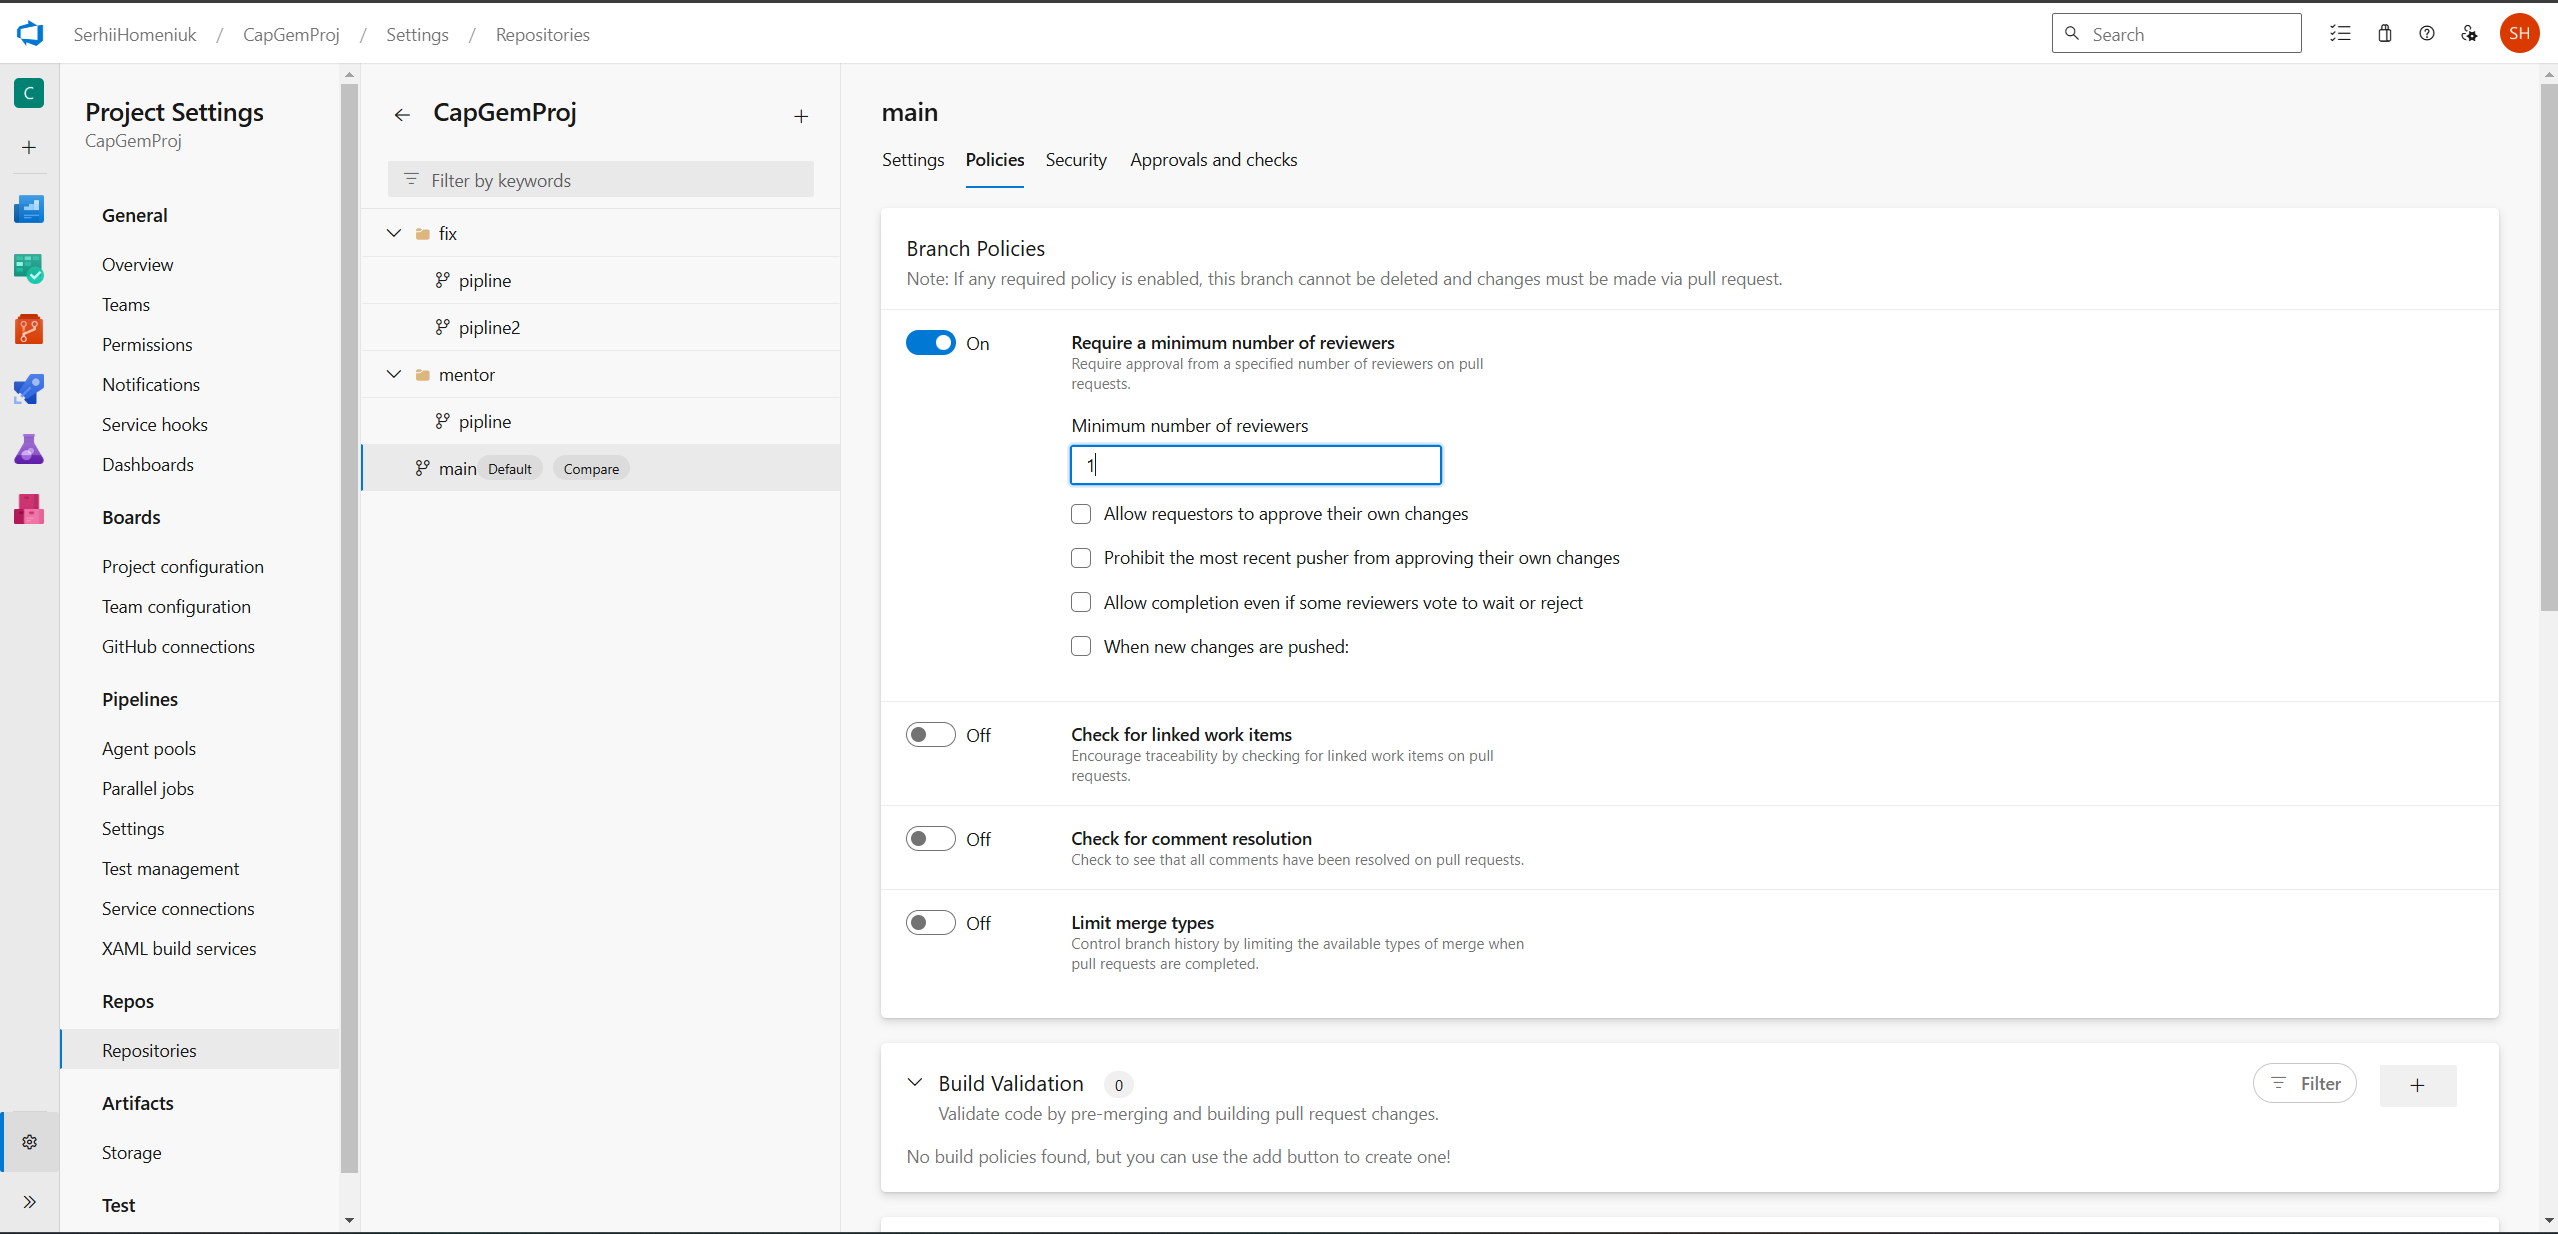 SerhiiHomeniuk / CapGemProj / Settings / Repositories
Search
SH
C
Project Settings
CapGemProj
General
Overview
Teams
Permissions
Notifications
Service hooks
Dashboards
Boards
Project configuration
Team configuration
GitHub connections
Pipelines
Agent pools
Parallel jobs
Settings
Test management
Service connections
XAML build services
Repos
Repositories
Artifacts
Storage
Test
CapGemProj
Filter by keywords
fix
pipline
pipline2
mentor
pipline
main Default Compare
main
Settings Policies Security Approvals and checks
Branch Policies
Note: If any required policy is enabled, this branch cannot be deleted and changes must be made via pull request.
On
Require a minimum number of reviewers
Require approval from a specified number of reviewers on pull
requests.
Minimum number of reviewers
1
Allow requestors to approve their own changes
Prohibit the most recent pusher from approving their own changes
Allow completion even if some reviewers vote to wait or reject
When new changes are pushed:
Off
Check for linked work items
Encourage traceability by checking for linked work items on pull
requests.
Off
Check for comment resolution
Check to see that all comments have been resolved on pull requests.
Off
Limit merge types
Control branch history by limiting the available types of merge when
pull requests are completed.
Build Validation 0
Filter
Validate code by pre-merging and building pull request changes.
No build policies found, but you can use the add button to create one!